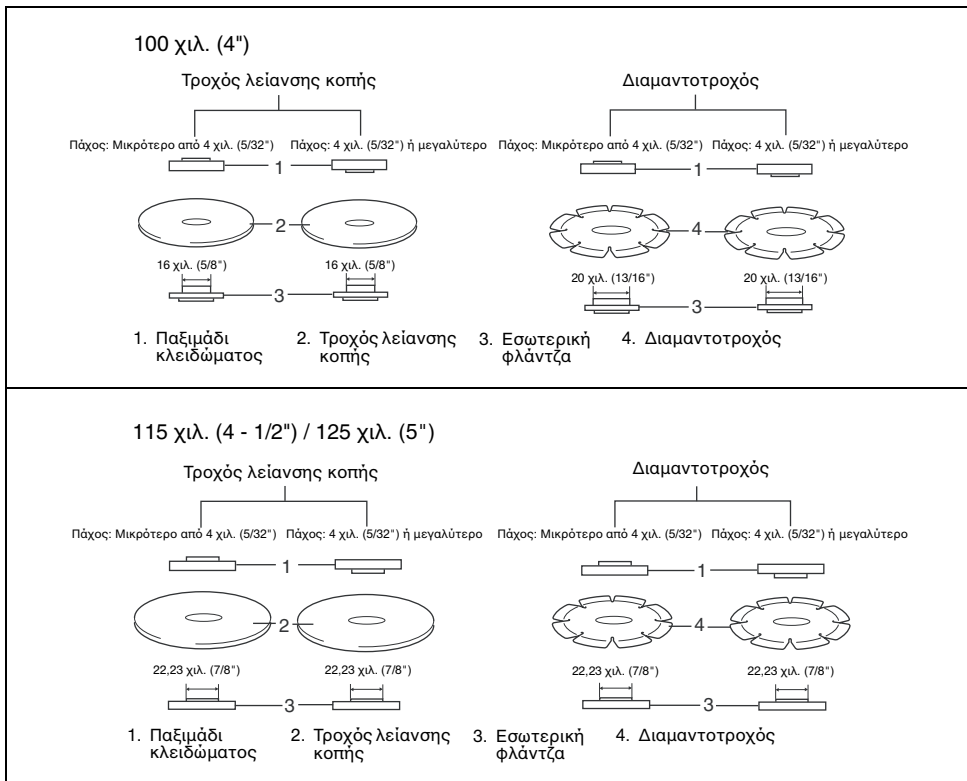 100 χιλ. (4")
Τροχός λείανσης κοπής
Διαμαντοτροχός
Πάχος: Μικρότερο από 4 χιλ. (5/32") Πάχος: 4 χιλ. (5/32") ή μεγαλύτερο
Πάχος: Μικρότερο από 4 χιλ. (5/32") Πάχος: 4 χιλ. (5/32") ή μεγαλύτερο
1
1
2
4
16 χιλ. (5/8")
16 χιλ. (5/8")
20 χιλ. (13/16")
20 χιλ. (13/16")
3
3
1. Παξιμάδι
κλειδώματος
2. Τροχός λείανσης
κοπής
3. Εσωτερική
φλάντζα
4. Διαμαντοτροχός
115 χιλ. (4 - 1/2") / 125 χιλ. (5")
Τροχός λείανσης κοπής
Διαμαντοτροχός
Πάχος: Μικρότερο από 4 χιλ. (5/32") Πάχος: 4 χιλ. (5/32") ή μεγαλύτερο
Πάχος: Μικρότερο από 4 χιλ. (5/32") Πάχος: 4 χιλ. (5/32") ή μεγαλύτερο
1
1
2
4
22,23 χιλ. (7/8")
22,23 χιλ. (7/8")
22,23 χιλ. (7/8")
22,23 χιλ. (7/8")
3
3
1. Παξιμάδι
κλειδώματος
2. Τροχός λείανσης
κοπής
3. Εσωτερική
φλάντζα
4. Διαμαντοτροχός